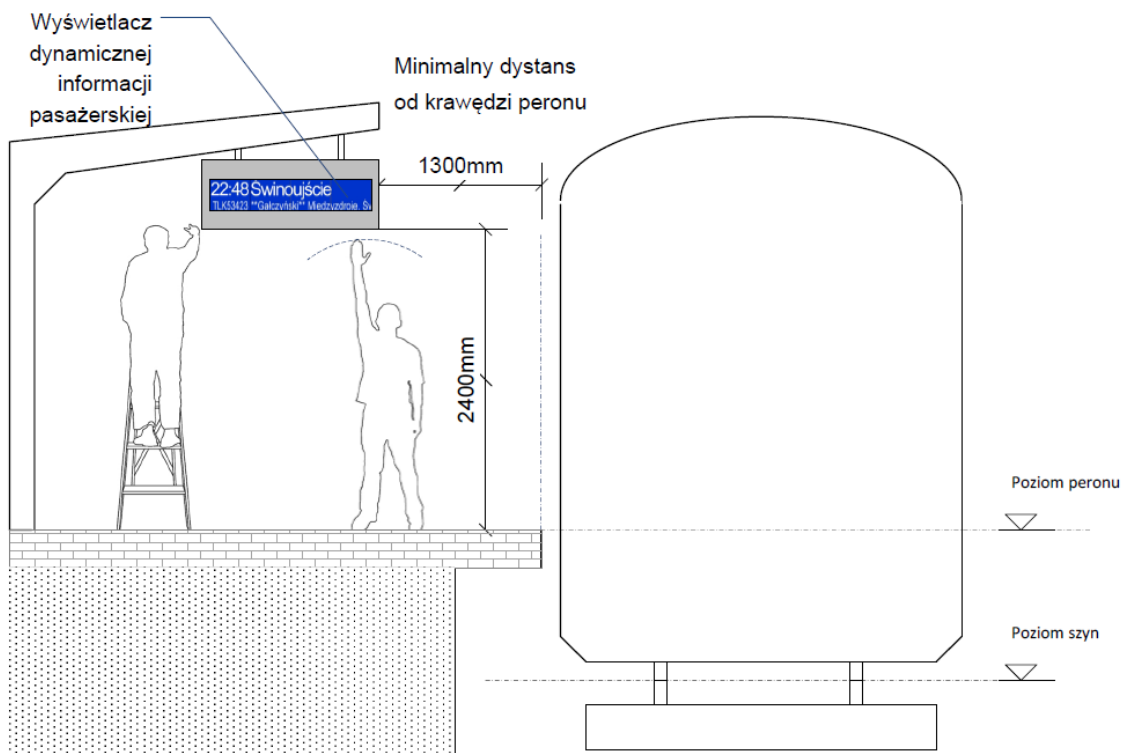 Wyświetlacz
dynamicznej
informacji
pasażerskiej
Minimalny dystans
od krawędzi peronu
1300mm
22:48 Świnoujście
TLK53423 **Gałczyński** Międzyzdroje, Św
2400mm
Poziom peronu
Poziom szyn